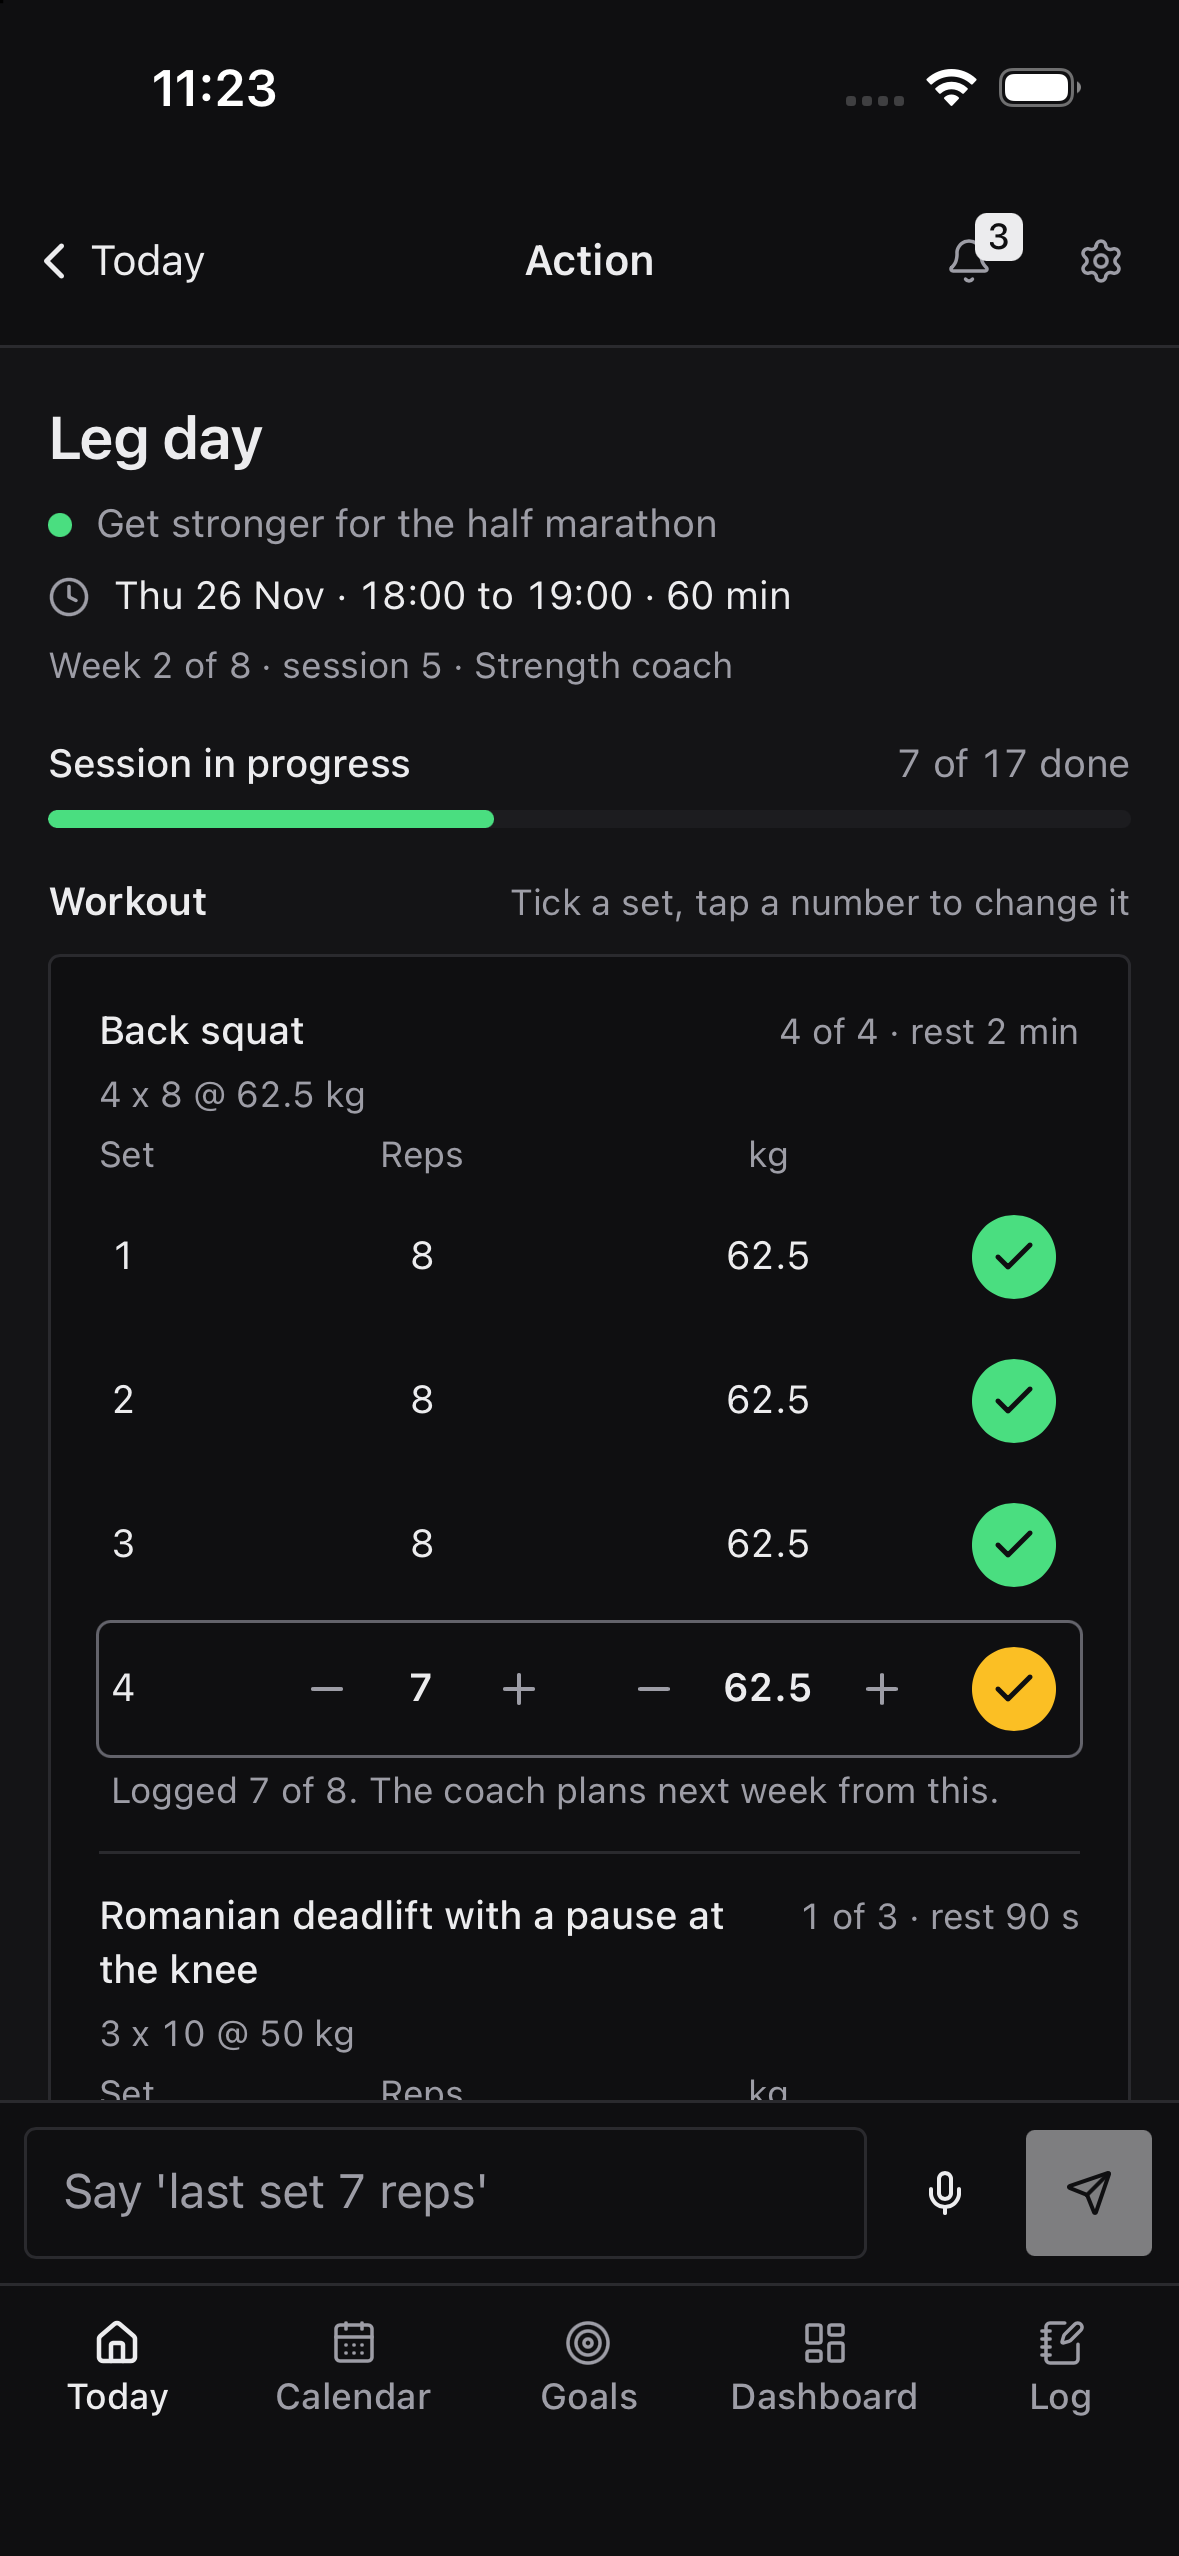 11:23
Today
Action
3
Leg day
Get stronger for the half marathon
Thu 26 Nov · 18:00 to 19:00 · 60 min
Week 2 of 8 · session 5 · Strength coach
Session in progress 7 of 17 done
Workout Tick a set, tap a number to change it
Back squat 4 of 4 · rest 2 min
4 x 8 @ 62.5 kg
Set Reps kg
1 8 62.5
2 8 62.5
3 8 62.5
4 − 7 + − 62.5 +
Logged 7 of 8. The coach plans next week from this.
Romanian deadlift with a pause at 1 of 3 · rest 90 s
the knee
3 x 10 @ 50 kg
Set Reps kg
Say 'last set 7 reps'
Today Calendar Goals Dashboard Log